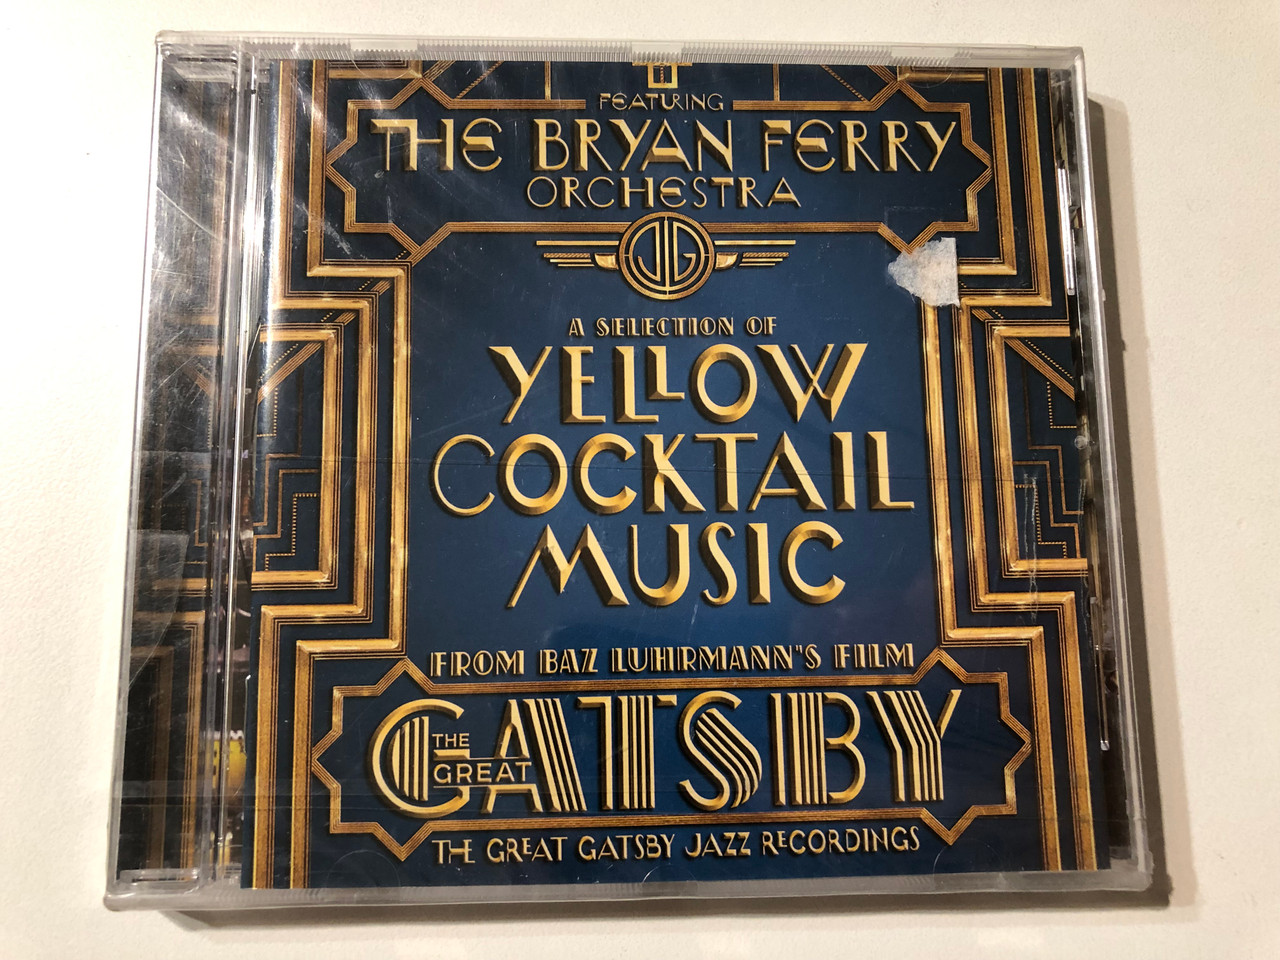 FEATURING
THE BRYAN FERRY
ORCHESTRA
JG
A SELECTION OF
YELLOW
COCKTAIL
MUSIC
FROM BAZ LUHRMANN"S FILM
THE GREAT GATSBY
THE GREAT GATSBY JAZZ RECORDINGS